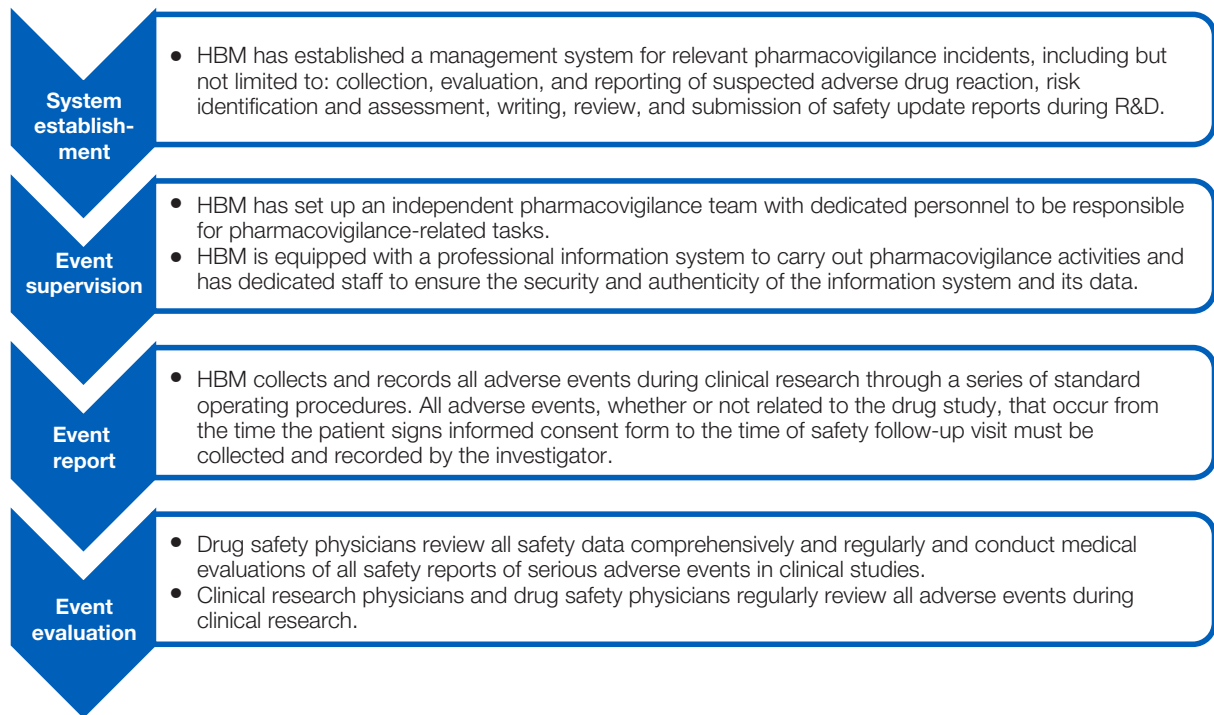 System
establish-
ment
• HBM has established a management system for relevant pharmacovigilance incidents, including but
not limited to: collection, evaluation, and reporting of suspected adverse drug reaction, risk
identification and assessment, writing, review, and submission of safety update reports during R&D.
Event
supervision
• HBM has set up an independent pharmacovigilance team with dedicated personnel to be responsible
for pharmacovigilance-related tasks.
• HBM is equipped with a professional information system to carry out pharmacovigilance activities and
has dedicated staff to ensure the security and authenticity of the information system and its data.
Event
report
• HBM collects and records all adverse events during clinical research through a series of standard
operating procedures. All adverse events, whether or not related to the drug study, that occur from
the time the patient signs informed consent form to the time of safety follow-up visit must be
collected and recorded by the investigator.
Event
evaluation
• Drug safety physicians review all safety data comprehensively and regularly and conduct medical
evaluations of all safety reports of serious adverse events in clinical studies.
• Clinical research physicians and drug safety physicians regularly review all adverse events during
clinical research.